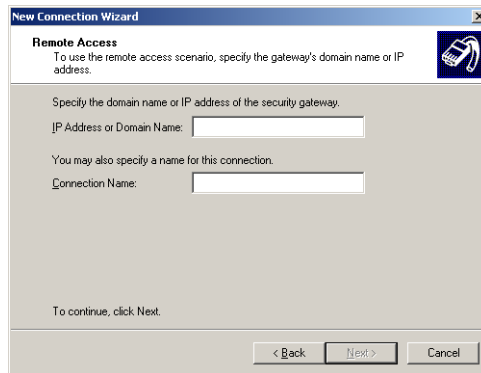 New Connection Wizard
Remote Access
To use the remote access scenario, specify the gateway's domain name or IP
address.
Specify the domain name or IP address of the security gateway.
IP Address or Domain Name:
You may also specify a name for this connection.
Connection Name:
To continue, click Next.
< Back Next > Cancel